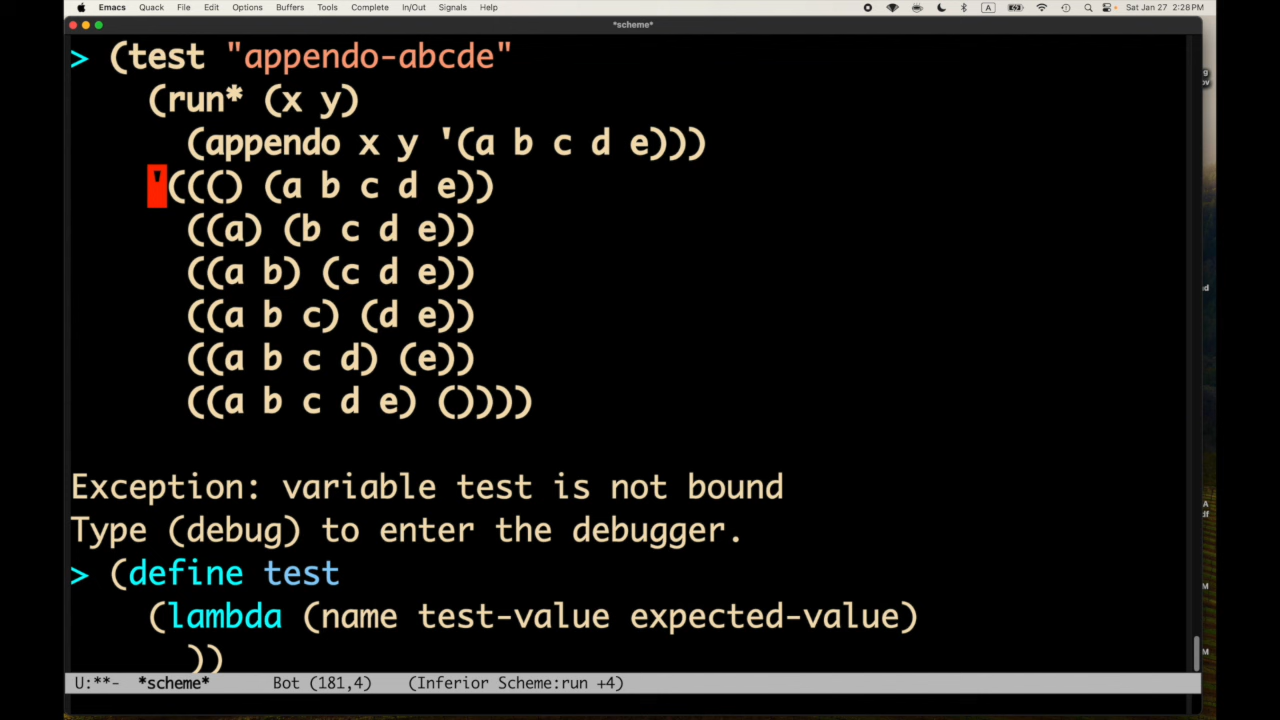 Emacs Quack Run File Edit Options Buffers Tools Complete In/Out Signals Help
A
Sat Jan 27 2:28 PM
*scheme*
> (test "appendo-abcde"
(run* (x y)
(appendo x y '(a b c d e)))
'((() (a b c d e))
((a) (b c d e))
((a b) (c d e))
((a b c) (d e))
((a b c d) (e))
((a b c d e) ())))
Exception: variable test is not bound
Type (debug) to enter the debugger.
> (define test
(lambda (name test-value expected-value)
))
U:**- *scheme* Bot (181,4) (Inferior Scheme:run +4)